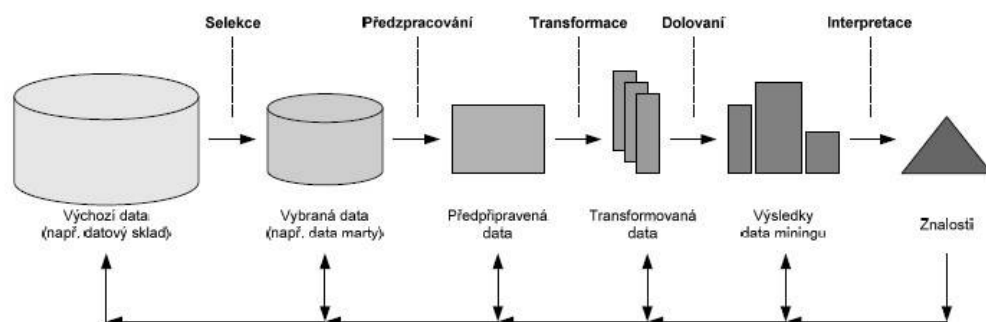 Selekce
Předzpracování
Transformace
Dolovaní
Interpretace
Výchozí data
(např. datový sklad)
Vybraná data
(např. data marty)
Předpřipravená
data
Transformovaná
data
Výsledky
data miningu
Znalosti